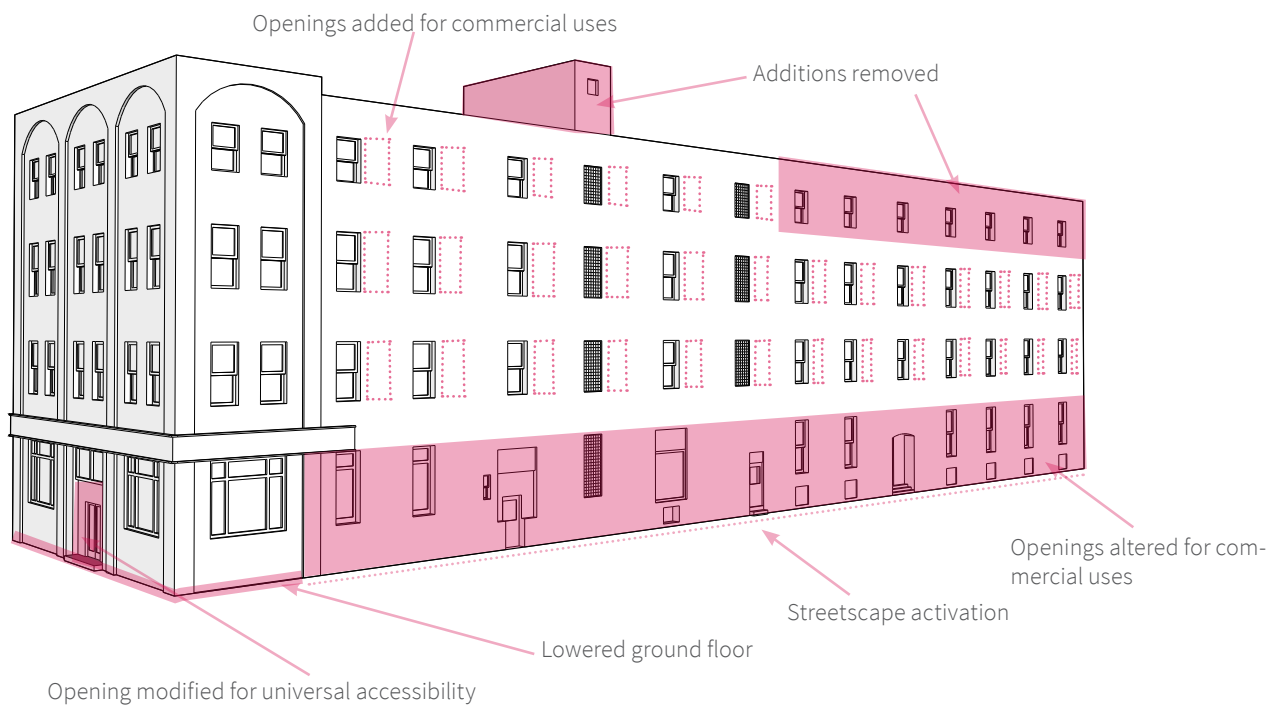 Openings added for commercial uses
Additions removed
Openings altered for com-
mercial uses
Streetscape activation
Lowered ground floor
Opening modified for universal accessibility